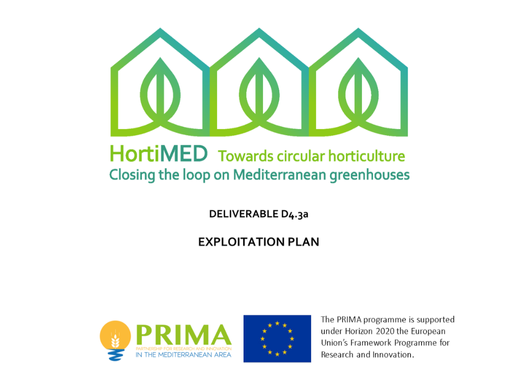 HortiMED Towards circular horticulture
Closing the loop on Mediterranean greenhouses
DELIVERABLE D4.3a
EXPLOITATION PLAN
PRIMA
PARTNERSHIP FOR RESEARCH AND INNOVATION
IN THE MEDITERRANEAN AREA
The PRIMA programme is supported
under Horizon 2020 the European
Union's Framework Programme for
Research and Innovation.